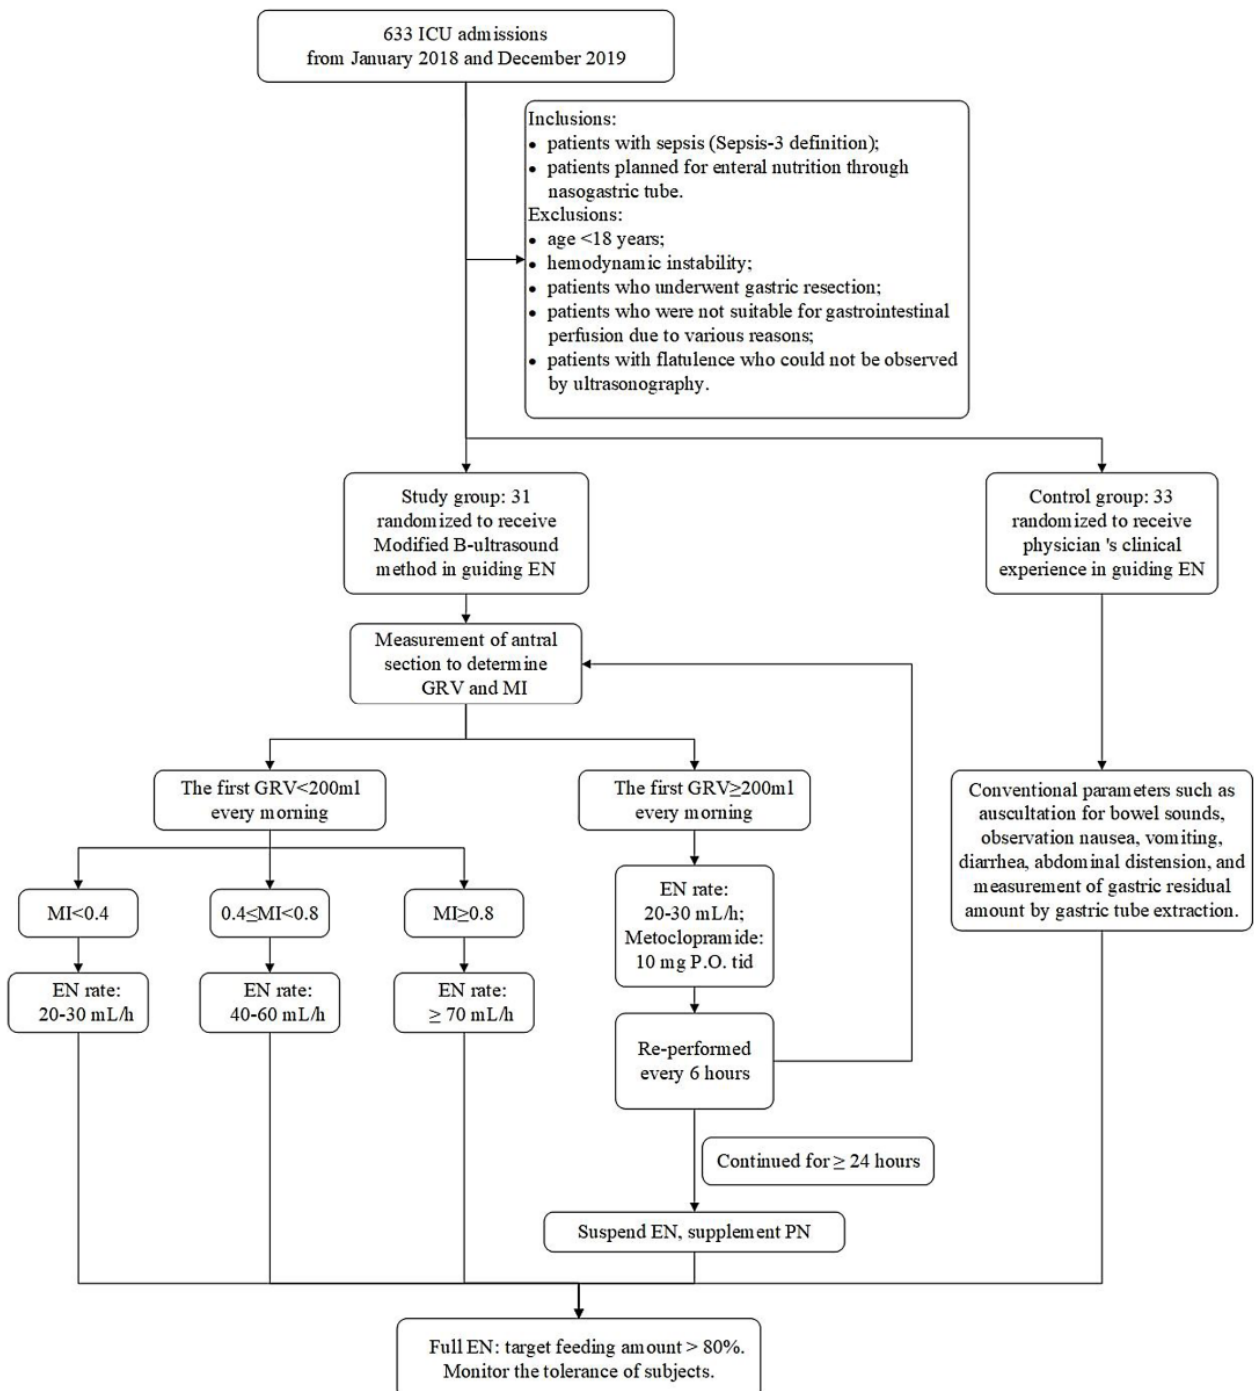 633 ICU admissions
from January 2018 and December 2019
Inclusions:
• patients with sepsis (Sepsis-3 definition);
• patients planned for enteral nutrition through
nasogastric tube.
Exclusions:
• age <18 years;
• hemodynamic instability;
• patients who underwent gastric resection;
• patients who were not suitable for gastrointestinal
perfusion due to various reasons;
• patients with flatulence who could not be observed
by ultrasonography.
Study group: 31
randomized to receive
Modified B-ultrasound
method in guiding EN
Control group: 33
randomized to receive
physician 's clinical
experience in guiding EN
Measurement of antral
section to determine
GRV and MI
The first GRV<200ml
every morning
The first GRV≥200ml
every morning
Conventional parameters such as
auscultation for bowel sounds,
observation nausea, vomiting,
diarrhea, abdominal distension, and
measurement of gastric residual
amount by gastric tube extraction.
MI<0.4
0.4≤MI<0.8
MI≥0.8
EN rate:
20-30 mL/h;
Metoclopramide:
10 mg P.O. tid
EN rate:
20-30 mL/h
EN rate:
40-60 mL/h
EN rate:
≥ 70 mL/h
Re-performed
every 6 hours
Continued for ≥ 24 hours
Suspend EN, supplement PN
Full EN: target feeding amount > 80%.
Monitor the tolerance of subjects.